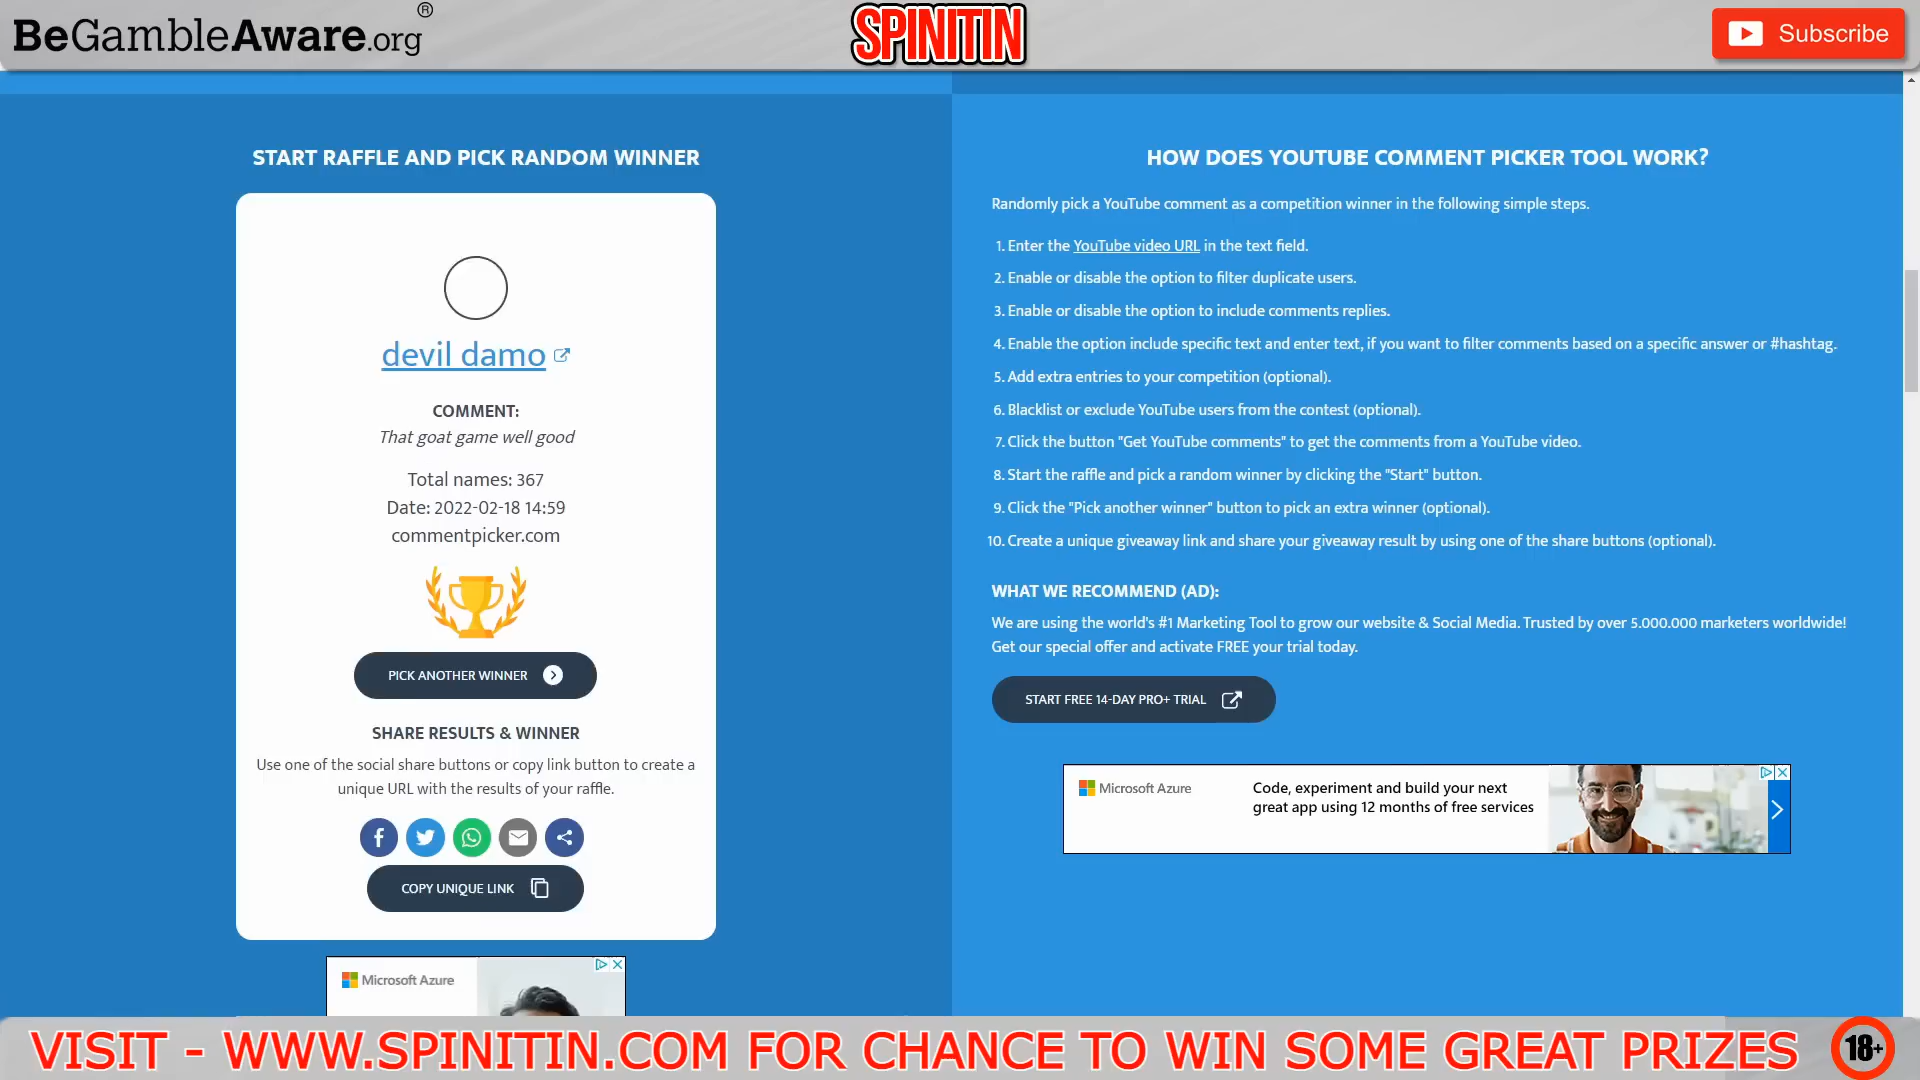 BeGambleAware.org®
SPINITIN
Subscribe
START RAFFLE AND PICK RANDOM WINNER
devil damo
COMMENT:
That goat game well good
Total names: 367
Date: 2022-02-18 14:59
commentpicker.com
PICK ANOTHER WINNER
SHARE RESULTS & WINNER
Use one of the social share buttons or copy link button to create a
unique URL with the results of your raffle.
COPY UNIQUE LINK
Microsoft Azure
HOW DOES YOUTUBE COMMENT PICKER TOOL WORK?
Randomly pick a YouTube comment as a competition winner in the following simple steps.
1. Enter the YouTube video URL in the text field.
2. Enable or disable the option to filter duplicate users.
3. Enable or disable the option to include comments replies.
4. Enable the option include specific text and enter text, if you want to filter comments based on a specific answer or #hashtag.
5. Add extra entries to your competition (optional).
6. Blacklist or exclude YouTube users from the contest (optional).
7. Click the button "Get YouTube comments" to get the comments from a YouTube video.
8. Start the raffle and pick a random winner by clicking the "Start" button.
9. Click the "Pick another winner" button to pick an extra winner (optional).
10. Create a unique giveaway link and share your giveaway result by using one of the share buttons (optional).
WHAT WE RECOMMEND (AD):
We are using the world's #1 Marketing Tool to grow our website & Social Media. Trusted by over 5.000.000 marketers worldwide!
Get our special offer and activate FREE your trial today.
START FREE 14-DAY PRO+ TRIAL
Microsoft Azure
Code, experiment and build your next
great app using 12 months of free services
VISIT - WWW.SPINITIN.COM FOR CHANCE TO WIN SOME GREAT PRIZES
18+